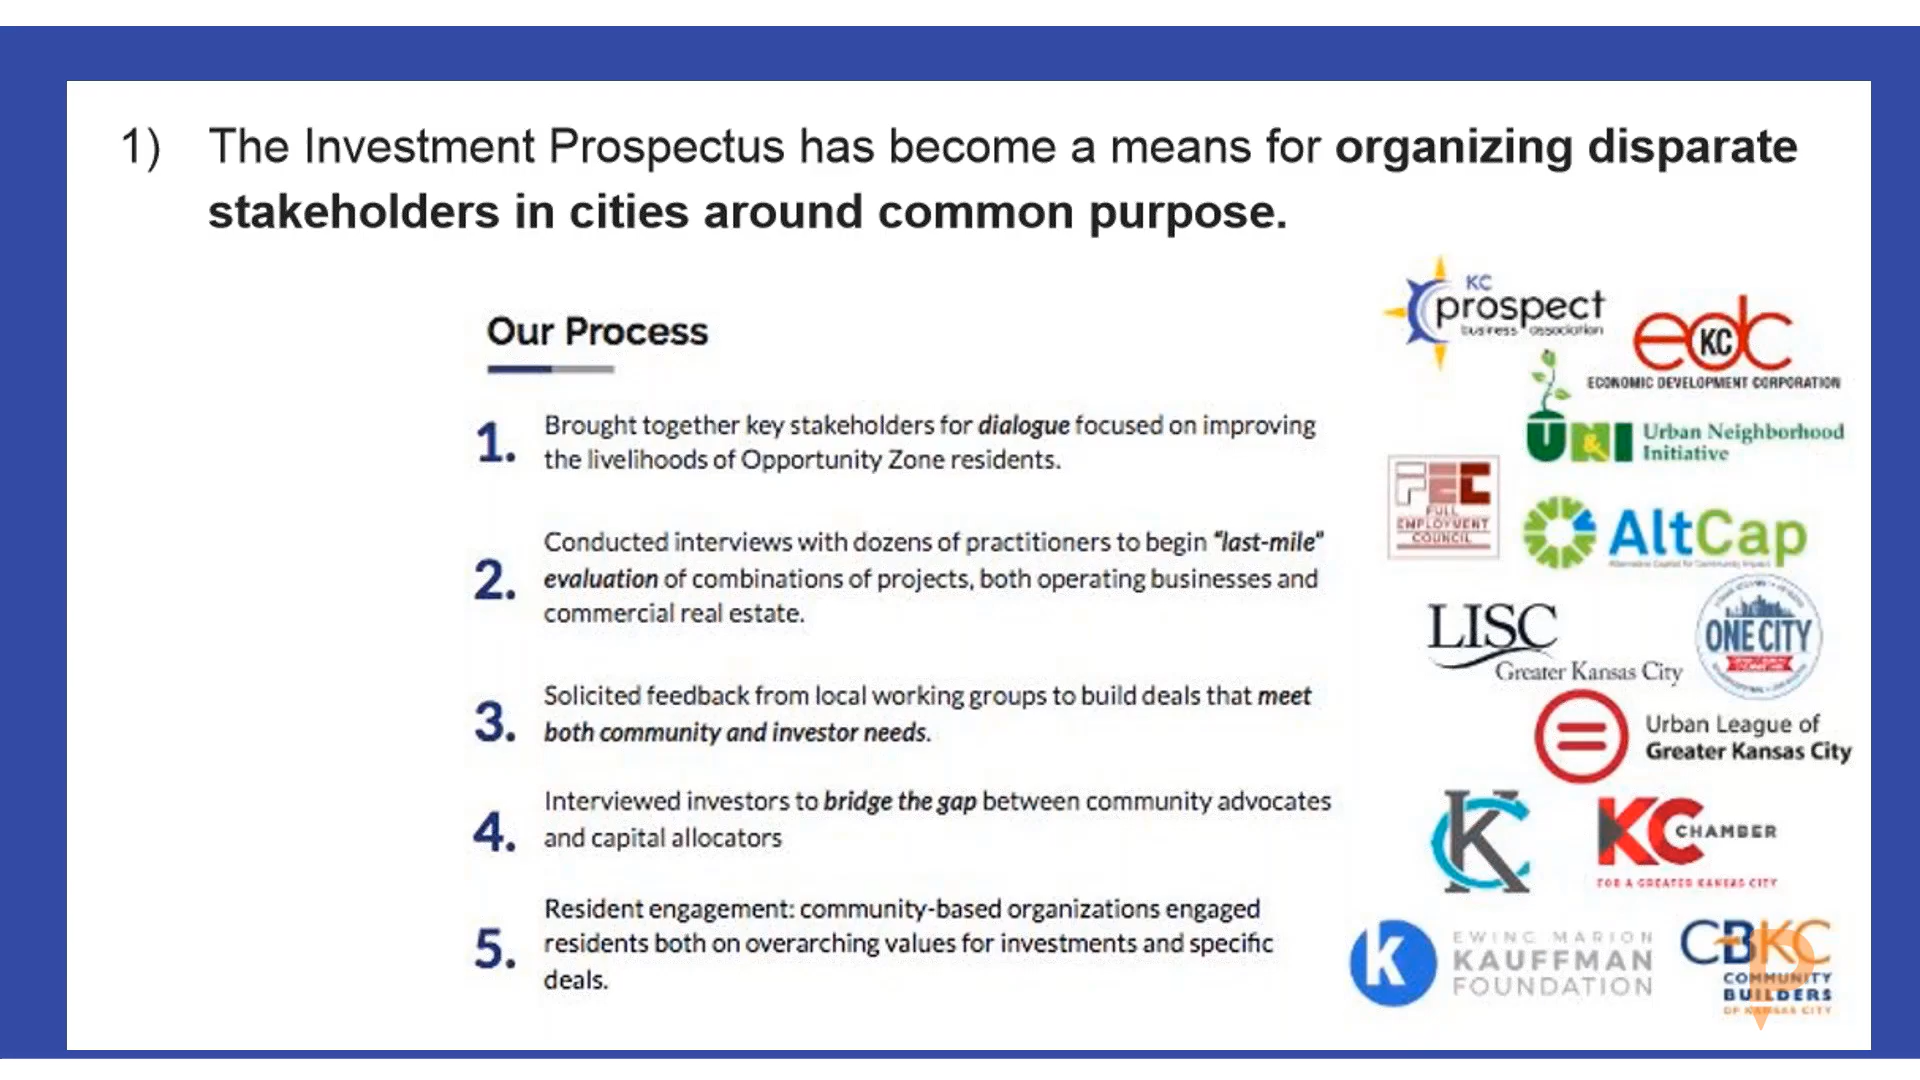 1) The Investment Prospectus has become a means for organizing disparate
stakeholders in cities around common purpose.
Our Process
1. Brought together key stakeholders for dialogue focused on improving
the livelihoods of Opportunity Zone residents.
2. Conducted interviews with dozens of practitioners to begin "last-mile"
evaluation of combinations of projects, both operating businesses and
commercial real estate.
3. Solicited feedback from local working groups to build deals that meet
both community and investor needs.
4. Interviewed investors to bridge the gap between community advocates
and capital allocators
5. Resident engagement: community-based organizations engaged
residents both on overarching values for investments and specific
deals.
KC
prospect
business association
edc
KC
ECONOMIC DEVELOPMENT CORPORATION
UNI
&
Urban Neighborhood
Initiative
FEC
FULL
EMPLOYMENT
COUNCIL
AltCap
LISC
Greater Kansas City
ONE CITY
Urban League of
Greater Kansas City
KC
KC CHAMBER
FOR A GREATER KANSAS CITY
K
EWING MARION
KAUFFMAN
FOUNDATION
CBKC
COMMUNITY
BUILDERS
OF KANSAS CITY